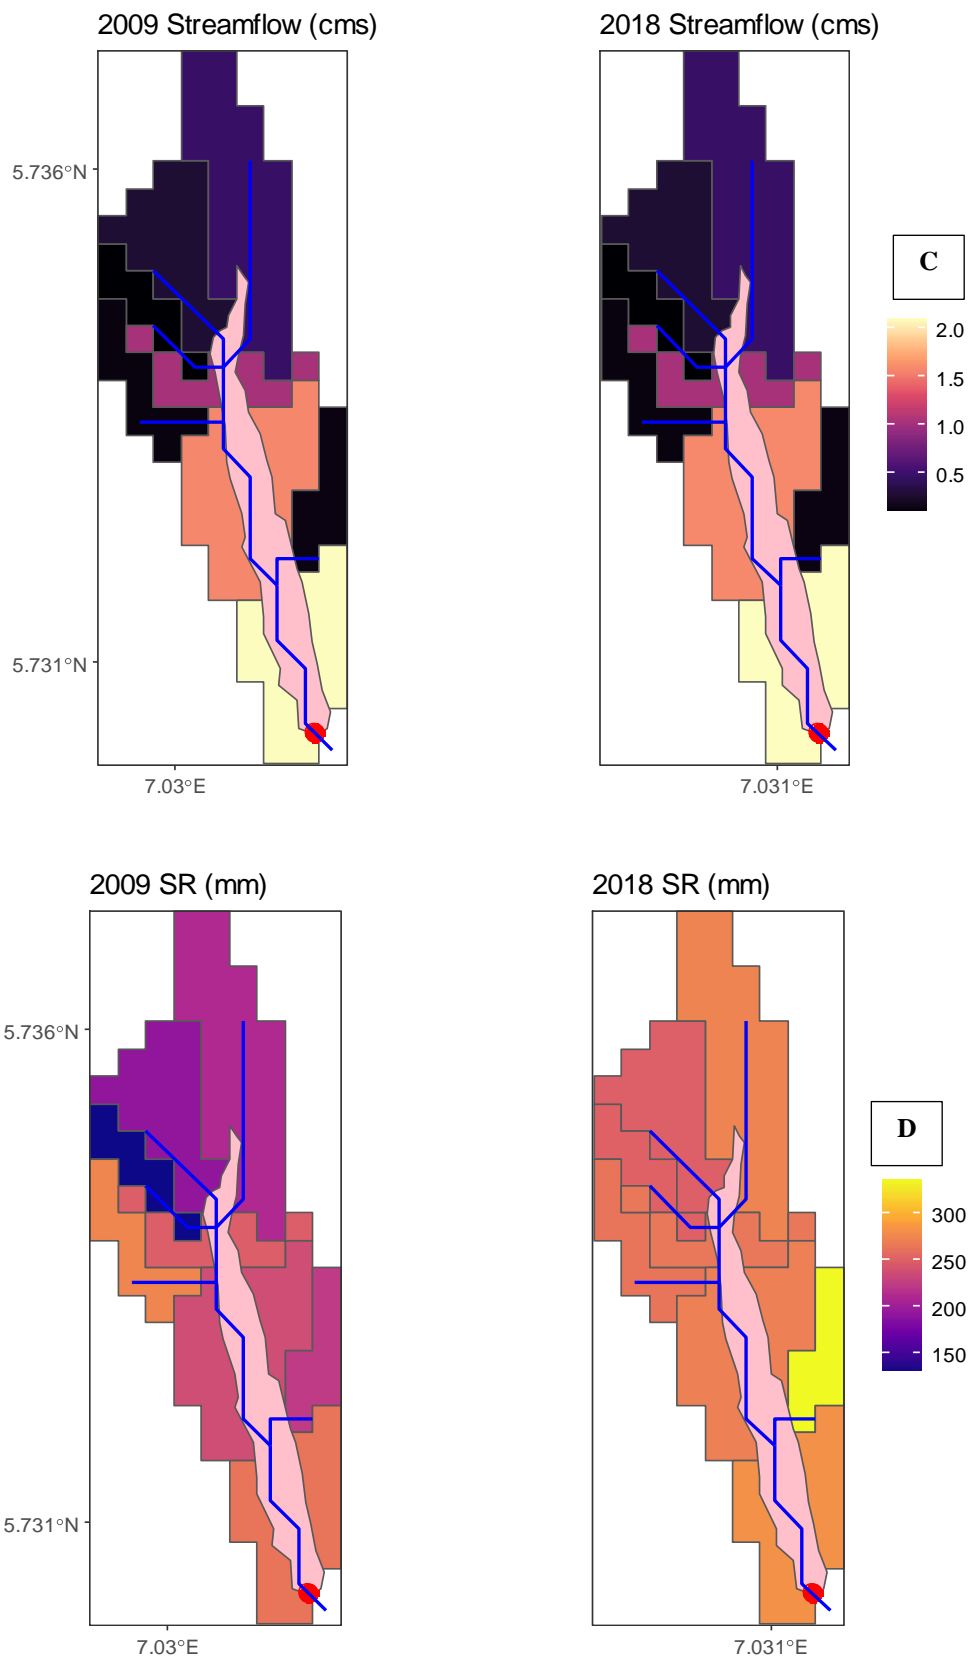 2009 Streamflow (cms)
2018 Streamflow (cms)
5.736°N
5.731°N
7.03°E
7.031°E
C
2.0
1.5
1.0
0.5
2009 SR (mm)
2018 SR (mm)
5.736°N
5.731°N
7.03°E
7.031°E
D
300
250
200
150